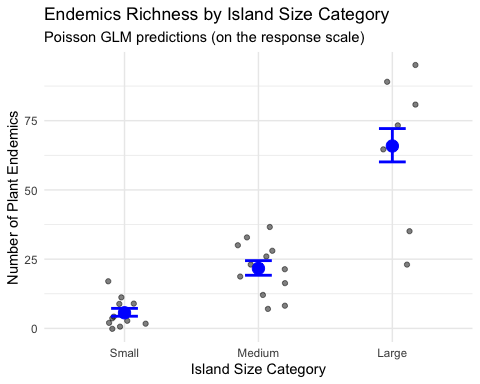 Endemics Richness by Island Size Category
Poisson GLM predictions (on the response scale)
Number of Plant Endemics
75
50
25
0
Small Medium Large
Island Size Category